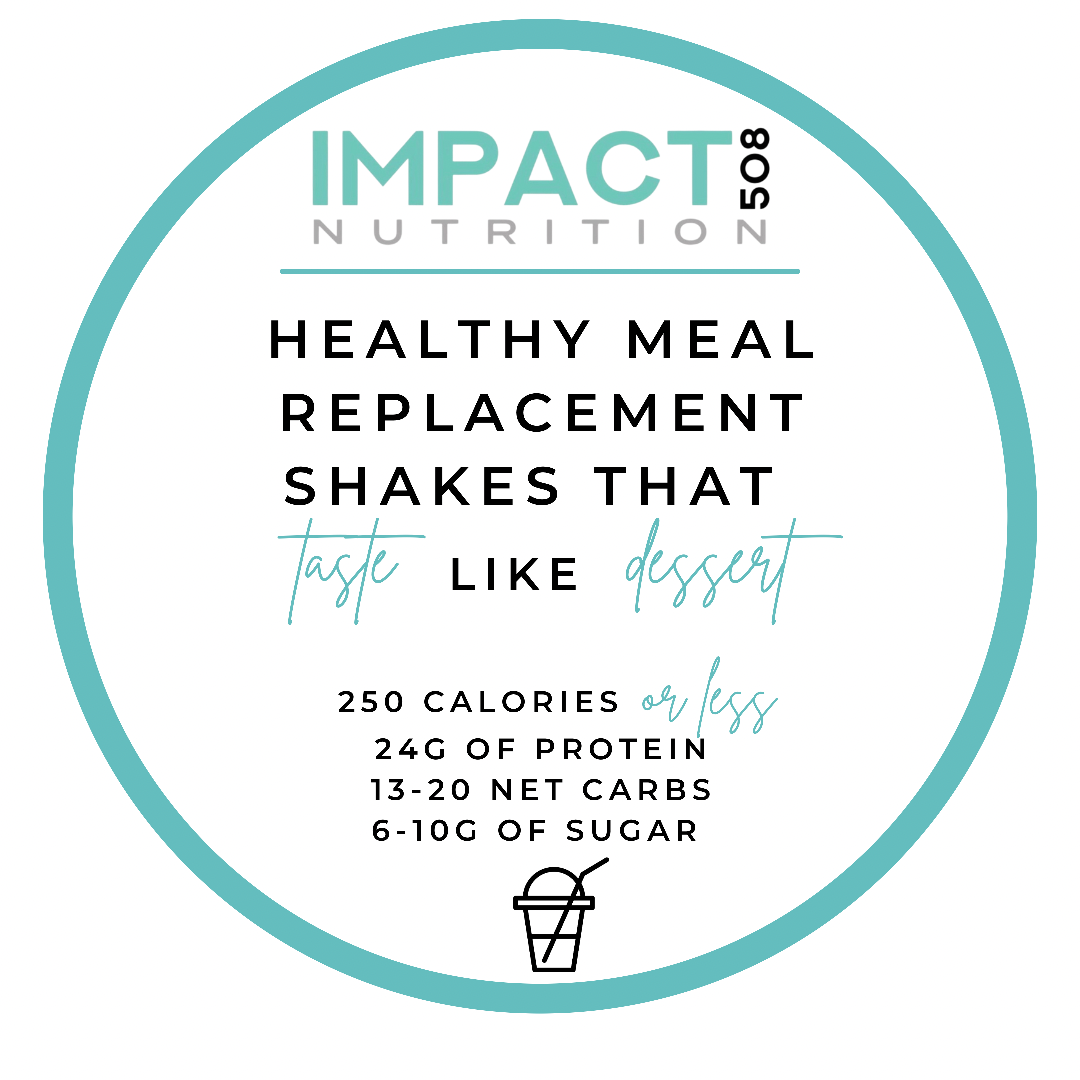 IMPACT 508
NUTRITION
HEALTHY MEAL
REPLACEMENT
SHAKES THAT
taste LIKE dessert
250 CALORIES or less
24G OF PROTEIN
13-20 NET CARBS
6-10G OF SUGAR